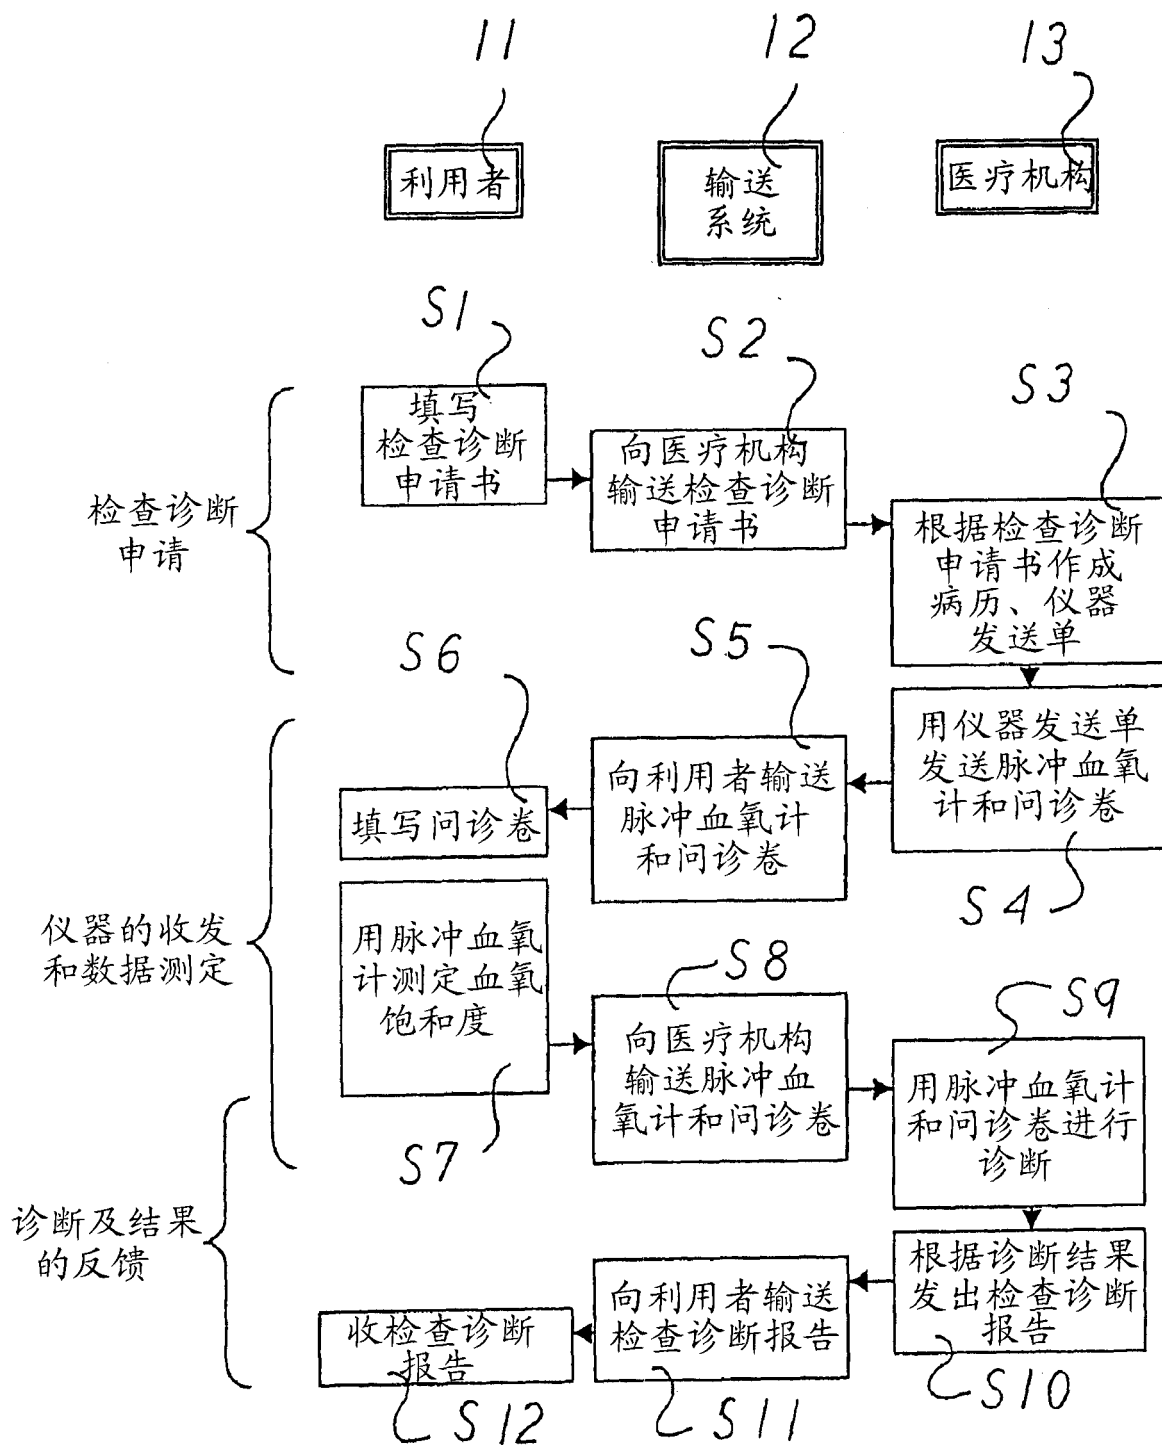 11
12
13
利用者
输送
系统
医疗机构
S1
S2
S3
填写
检查诊断
申请书
向医疗机构
输送检查诊断
申请书
根据检查诊断
申请书作成
病历、仪器
发送单
检查诊断
申请
S6
S5
用仪器发送单
发送脉冲血氧
计和问诊卷
S4
向利用者输送
脉冲血氧计
和问诊卷
填写问诊卷
仪器的收发
和数据测定
用脉冲血氧
计测定血氧
饱和度
S7
S8
向医疗机构
输送脉冲血
氧计和问诊卷
S9
用脉冲血氧计
和问诊卷进行
诊断
诊断及结果
的反馈
根据诊断结果
发出检查诊断
报告
S10
向利用者输送
检查诊断报告
S11
收检查诊断
报告
S12